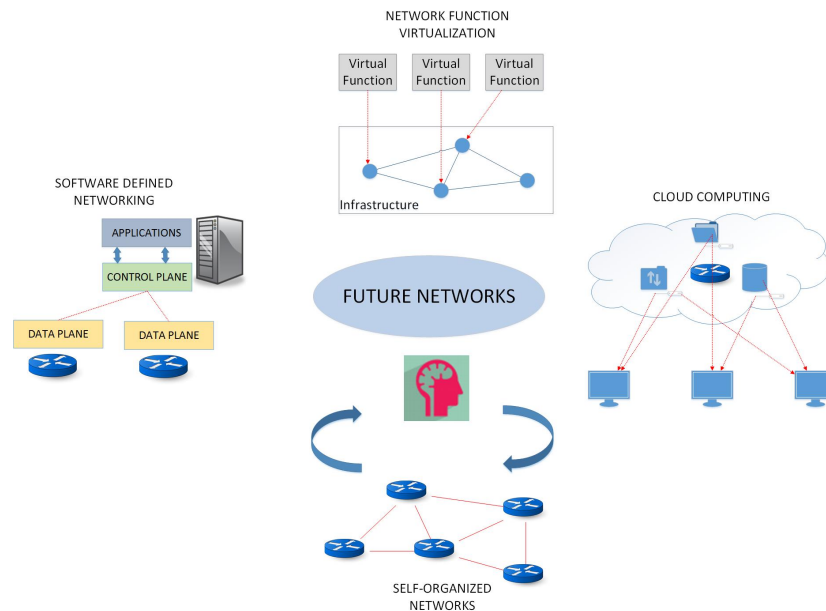 NETWORK FUNCTION
VIRTUALIZATION
Virtual
Function
Virtual
Function
Virtual
Function
Infrastructure
SOFTWARE DEFINED
NETWORKING
APPLICATIONS
CONTROL PLANE
DATA PLANE
DATA PLANE
CLOUD COMPUTING
FUTURE NETWORKS
SELF-ORGANIZED
NETWORKS